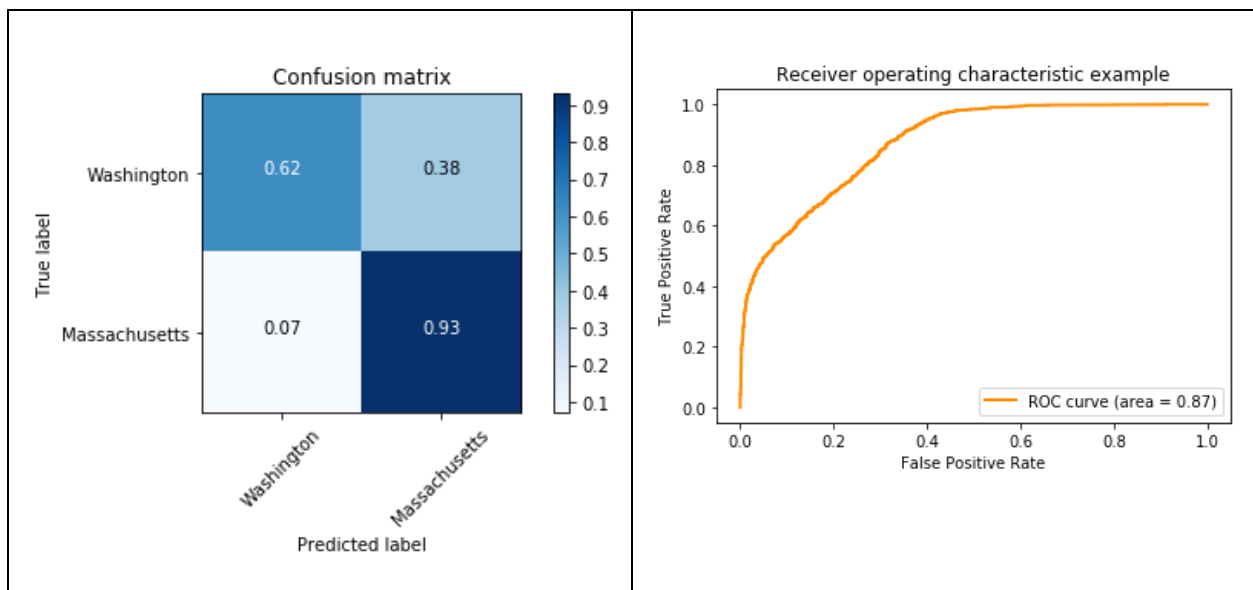 Confusion matrix
True label
Washington
Massachusetts
0.62
0.38
0.07
0.93
0.9
0.8
0.7
0.6
0.5
0.4
0.3
0.2
0.1
Washington
Massachusetts
Predicted label
Receiver operating characteristic example
True Positive Rate
1.0
0.8
0.6
0.4
0.2
0.0
ROC curve (area = 0.87)
0.0
0.2
0.4
0.6
0.8
1.0
False Positive Rate